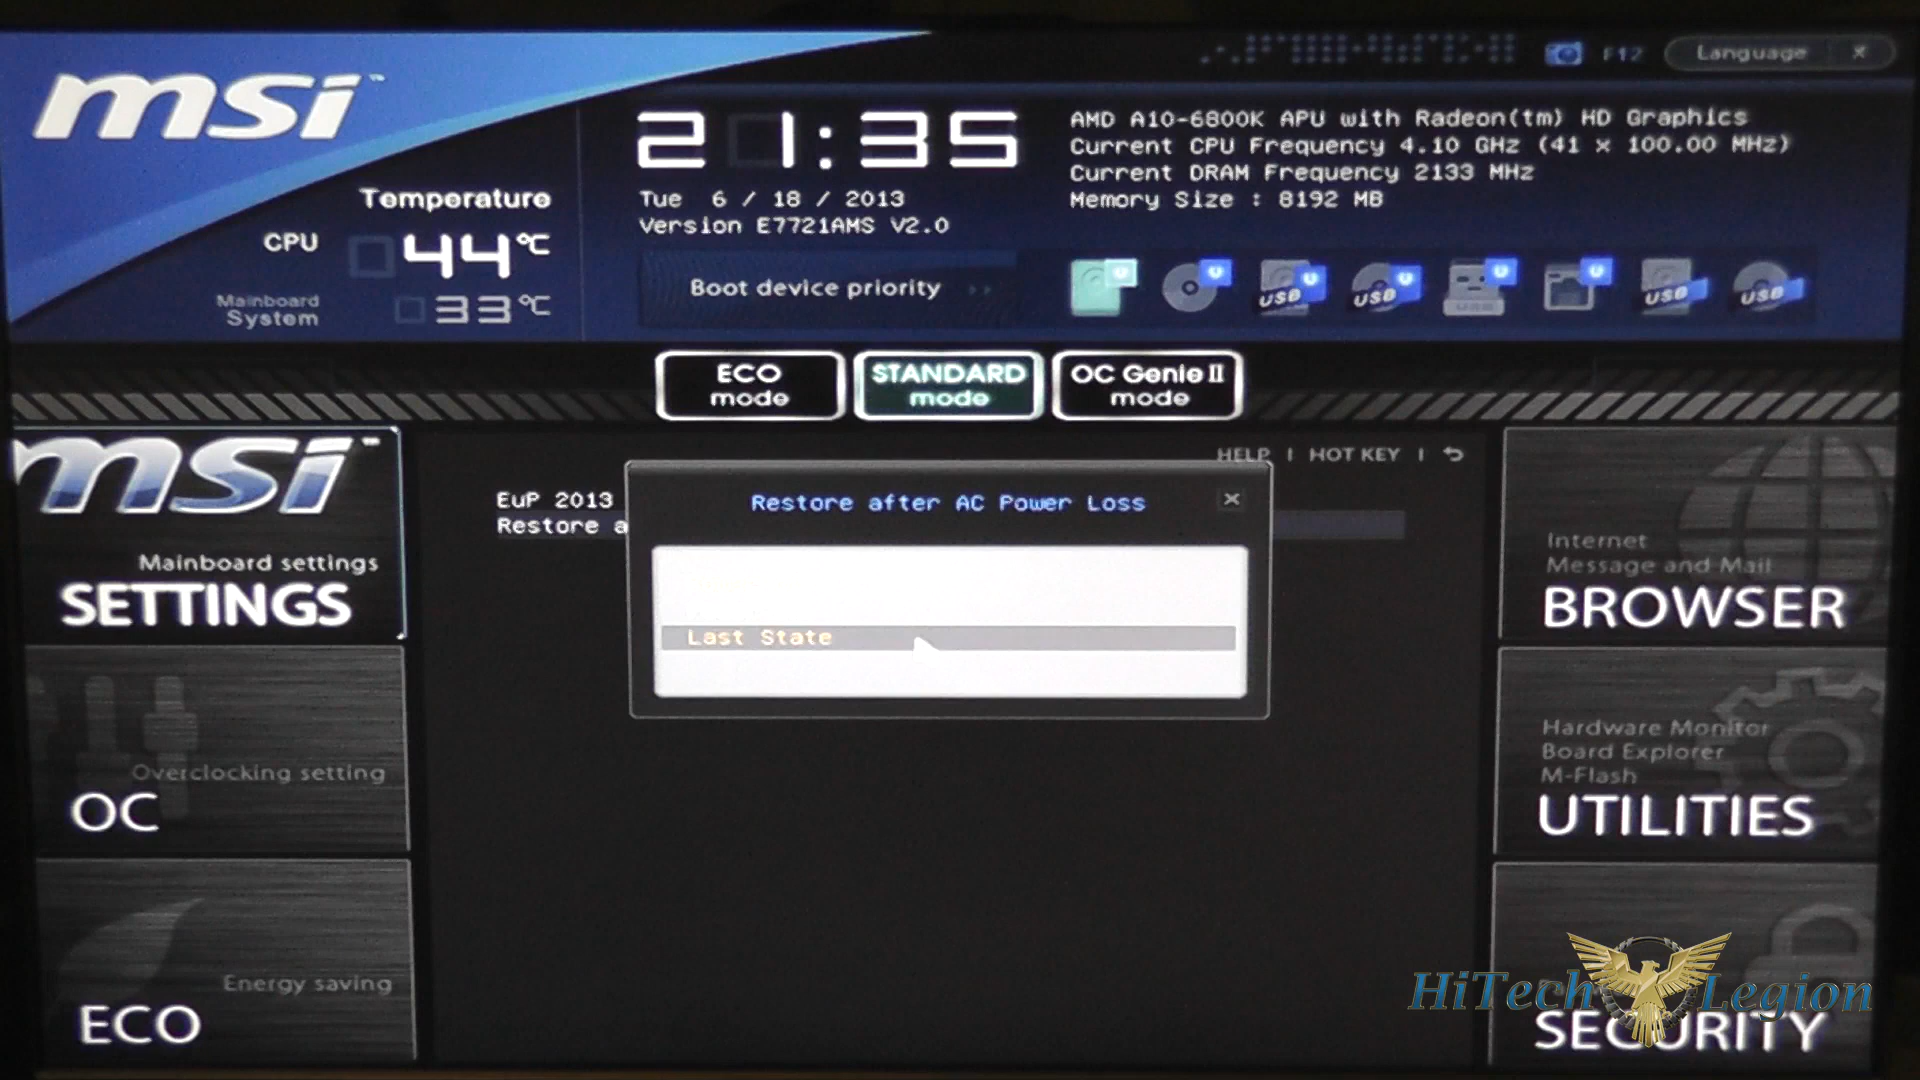 msi™
F12
Language ×
21:35
AMD A10-6800K APU with Radeon(tm) HD Graphics
Current CPU Frequency 4.10 GHz (41 x 100.00 MHz)
Current DRAM Frequency 2133 MHz
Memory Size : 8192 MB
Temperature
CPU 44°C
Mainboard
System 33°C
Tue 6 / 18 / 2013
Version E7721AMS V2.0
Boot device priority
U U USB U USB U USB U U USB USB
ECO
mode
STANDARD
mode
OC Genie II
mode
HELP | HOT KEY |
msi™
Mainboard settings
SETTINGS
Overclocking setting
OC
Energy saving
ECO
EuP 2013
Restore a
Restore after AC Power Loss ×
Last State
Internet
Message and Mail
BROWSER
Hardware Monitor
Board Explorer
M-Flash
UTILITIES
HiTech Legion
SECURITY